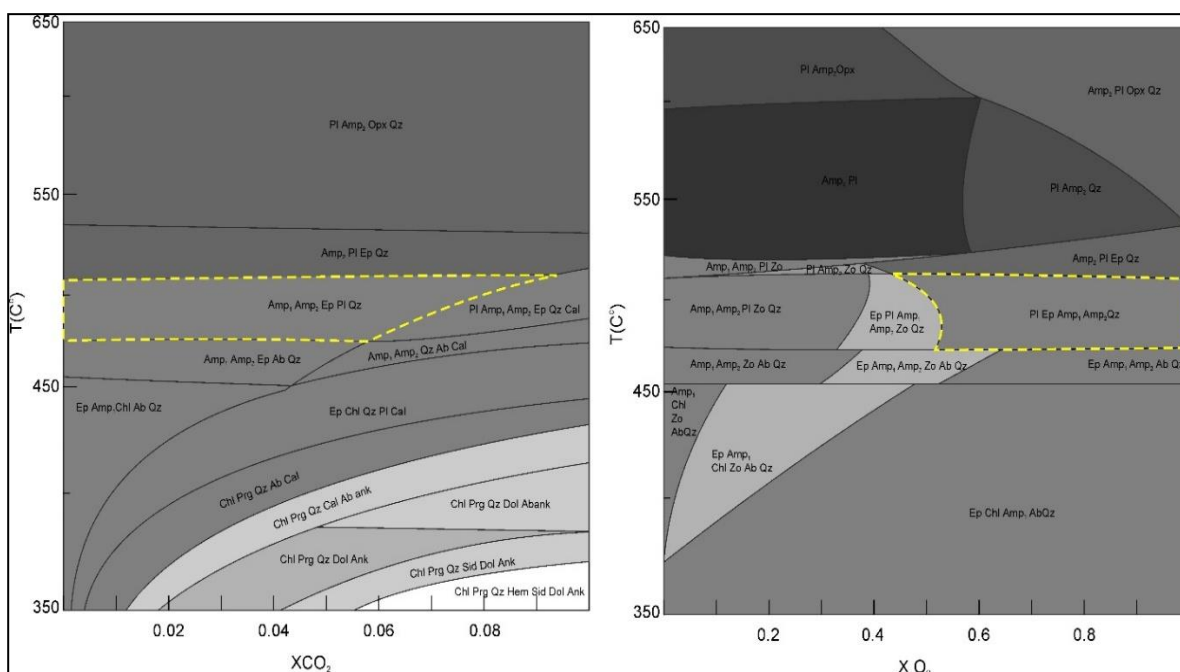 650
550
450
350
T(C°)
Pl Amp₂ Opx Qz
Amp₂ Pl Ep Qz
Amp₁ Amp₂ Ep Pl Qz
Pl Amp₁ Amp₂ Ep Qz Cal
Amp₁ Amp₂ Ep Ab Qz
Amp₁ Amp₂ Qz Ab Cal
Ep Amp.Chl Ab Qz
Ep Chl Qz Pl Cal
Chl Prg Qz Ab Cal
Chl Prg Qz Cal Ab ank
Chl Prg Qz Dol Abank
Chl Prg Qz Dol Ank
Chl Prg Qz Sid Dol Ank
Chl Prg Qz Hem Sid Dol Ank
0.02
0.04
0.06
0.08
XCO₂
650
550
450
350
T(C°)
Pl Amp₂Opx
Amp₂ Pl Opx Qz
Amp₂ Pl
Pl Amp₂ Qz
Amp₁ Amp₂ Pl Zo
Pl Amp₂ Zo Qz
Amp₂ Pl Ep Qz
Amp₁ Amp₂ Pl Zo Qz
Ep Pl Amp₁
Amp₂ Zo Qz
Pl Ep Amp₁ Amp₂Qz
Amp₁ Amp₂ Zo Ab Qz
Ep Amp₁ Amp₂ Zo Ab Qz
Ep Amp₁ Amp₂ Ab Qz
Amp₁
Chl
Zo
AbQz
Ep Amp₁
Chl Zo Ab Qz
Ep Chl Amp₁ AbQz
0.2
0.4
0.6
0.8